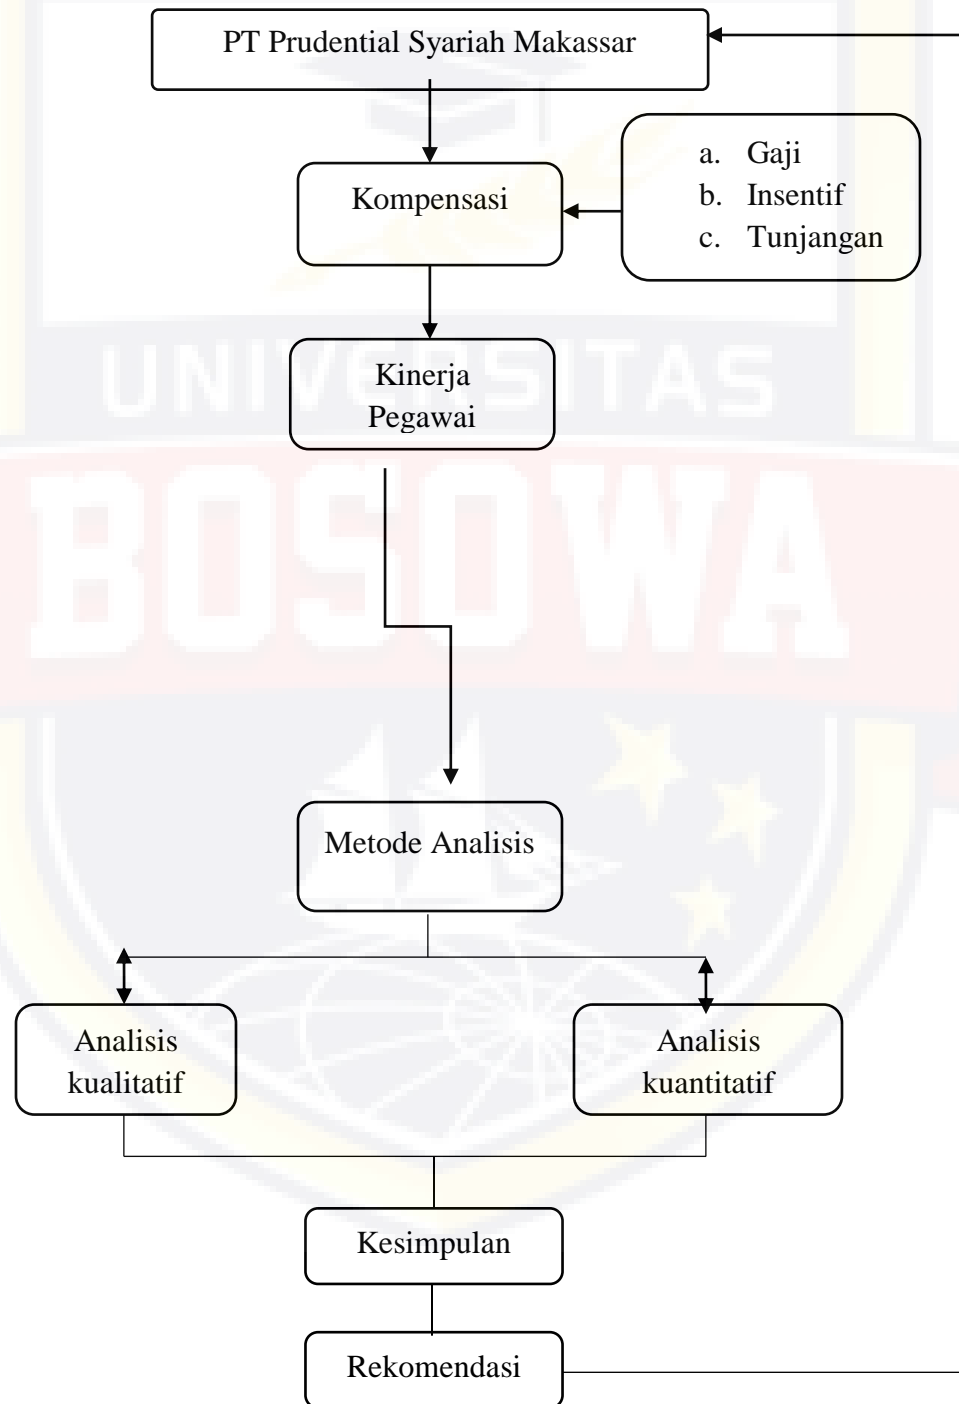 PT Prudential Syariah Makassar
a. Gaji
b. Insentif
c. Tunjangan
Kompensasi
Kinerja
Pegawai
UNIVERSITAS
BOSOWA
Metode Analisis
Analisis
kualitatif
Analisis
kuantitatif
Kesimpulan
Rekomendasi